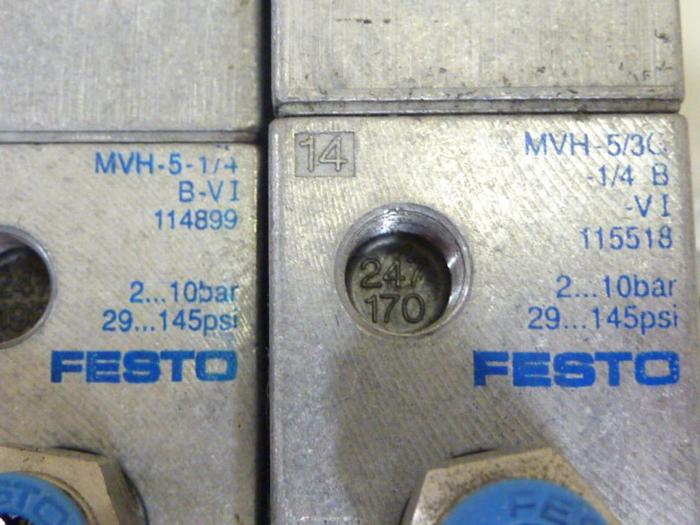 MVH-5-1/4
B-VI
114899
2...10bar
29...145psi
FESTO
14
MVH-5/3G
-1/4 B
-VI
115518
247
170
2...10bar
29...145psi
FESTO
FESTO